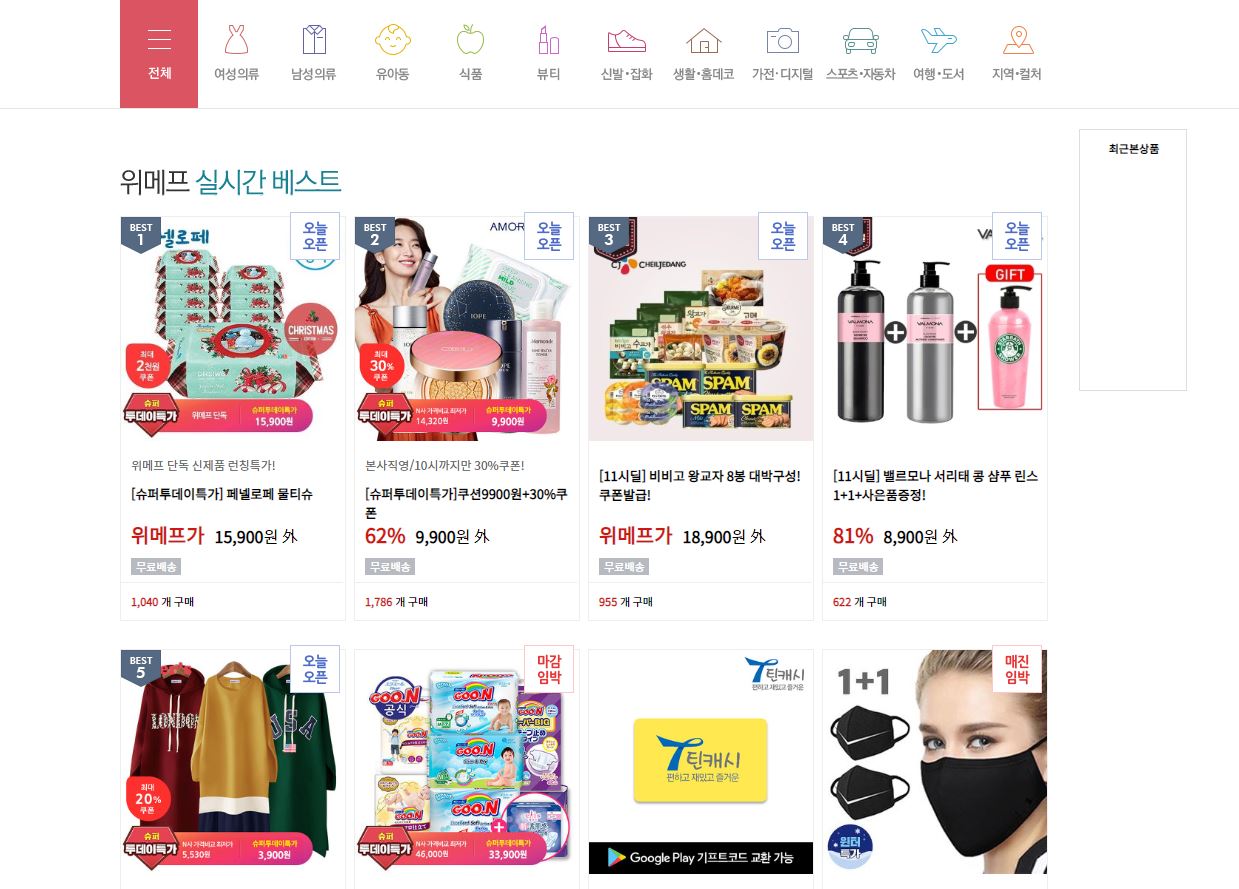 전체
여성의류
남성의류
유아동
식품
뷰티
신발·잡화
생활·홈데코
가전·디지털
스포츠·자동차
여행·도서
지역·컬처
최근본상품
위메프 실시간 베스트
BEST
1
넬로페
오늘
오픈
CHRISTMAS
최대
2천원
쿠폰
슈퍼
투데이특가
위메프 단독
슈퍼투데이특가
15,900원
위메프 단독 신제품 런칭특가!
[슈퍼투데이특가] 페넬로페 물티슈
위메프가 15,900원 外
무료배송
1,040 개 구매
BEST
2
AMOR
오늘
오픈
MILD
IOPE
최대
30%
쿠폰
슈퍼
투데이특가
N사 가격비교 최저가
14,320원
슈퍼투데이특가
9,900원
본사직영/10시까지만 30%쿠폰!
[슈퍼투데이특가]쿠션9900원+30%쿠
폰
62% 9,900원 外
무료배송
1,786 개 구매
BEST
3
오늘
오픈
CJ CHEILJEDANG
왕교자
고메
비비고
수교자
SPAM SPAM
SPAM SPAM
[11시딜] 비비고 왕교자 8봉 대박구성!
쿠폰발급!
위메프가 18,900원 外
무료배송
955 개 구매
BEST
4
VA
오늘
오픈
GIFT
VALMONA
VALMONA
[11시딜] 밸르모나 서리태 콩 샴푸 린스
1+1+사은품증정!
81% 8,900원 外
무료배송
622 개 구매
BEST
5
오늘
오픈
LONDON
USA
최대
20%
쿠폰
슈퍼
투데이특가
N사 가격비교 최저가
5,530원
슈퍼투데이특가
3,900원
마감
임박
GOO.N
공식
GOO.N
GOO.N
GOO.N
슈퍼
투데이특가
N사 가격비교 최저가
46,000원
슈퍼투데이특가
33,900원
틴캐시
편하고 재밌고 즐거운
틴캐시
편하고 재밌고 즐거운
Google Play 기프트코드 교환 가능
1+1
매진
임박
윈터
특가